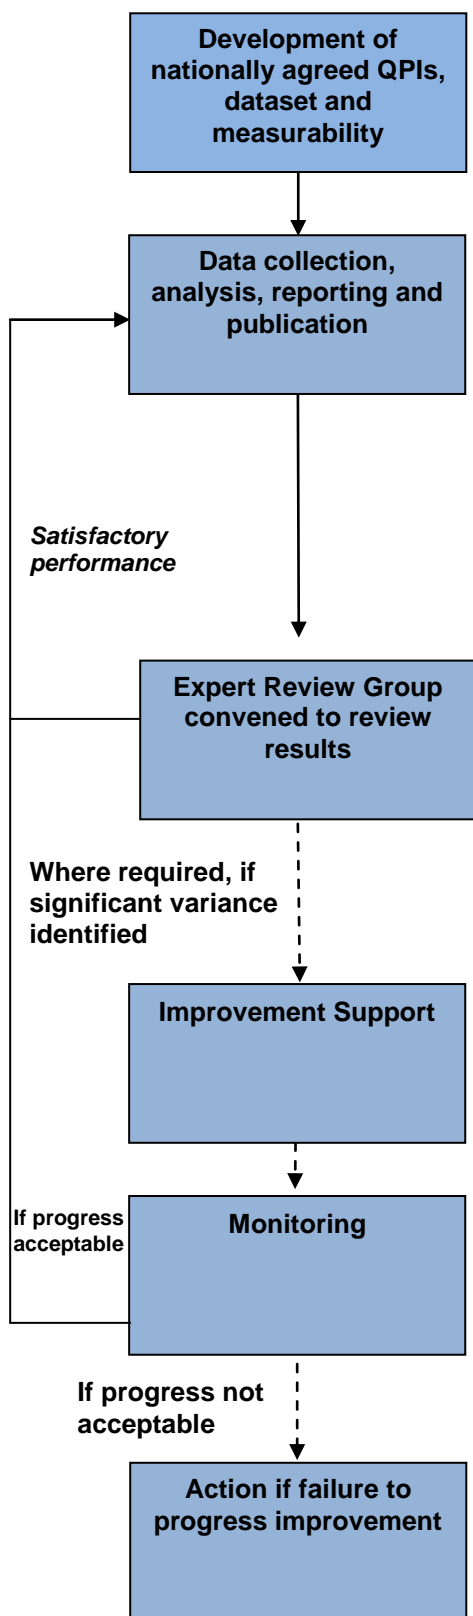 Development of
nationally agreed QPIs,
dataset and
measurability
Data collection,
analysis, reporting and
publication
Satisfactory
performance
Expert Review Group
convened to review
results
Where required, if
significant variance
identified
Improvement Support
If progress
acceptable
Monitoring
If progress not
acceptable
Action if failure to
progress improvement